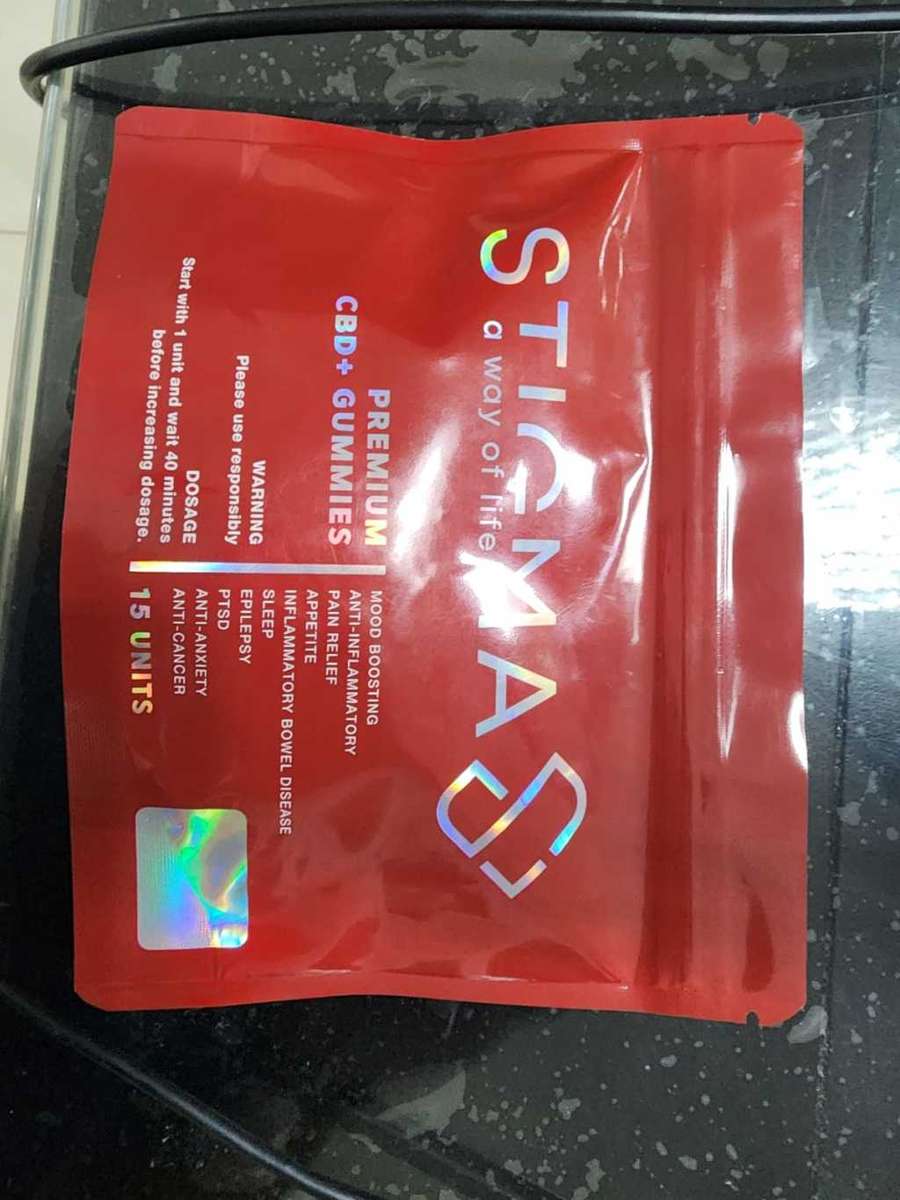 STIGMA
a way of life
PREMIUM
CBD+ GUMMIES
WARNING
Please use responsibly
DOSAGE
Start with 1 unit and wait 40 minutes
before increasing dosage.
MOOD BOOSTING
ANTI-INFLAMMATORY
PAIN RELIEF
APPETITE
INFLAMMATORY BOWEL DISEASE
SLEEP
EPILEPSY
PTSD
ANTI-ANXIETY
ANTI-CANCER
15 UNITS